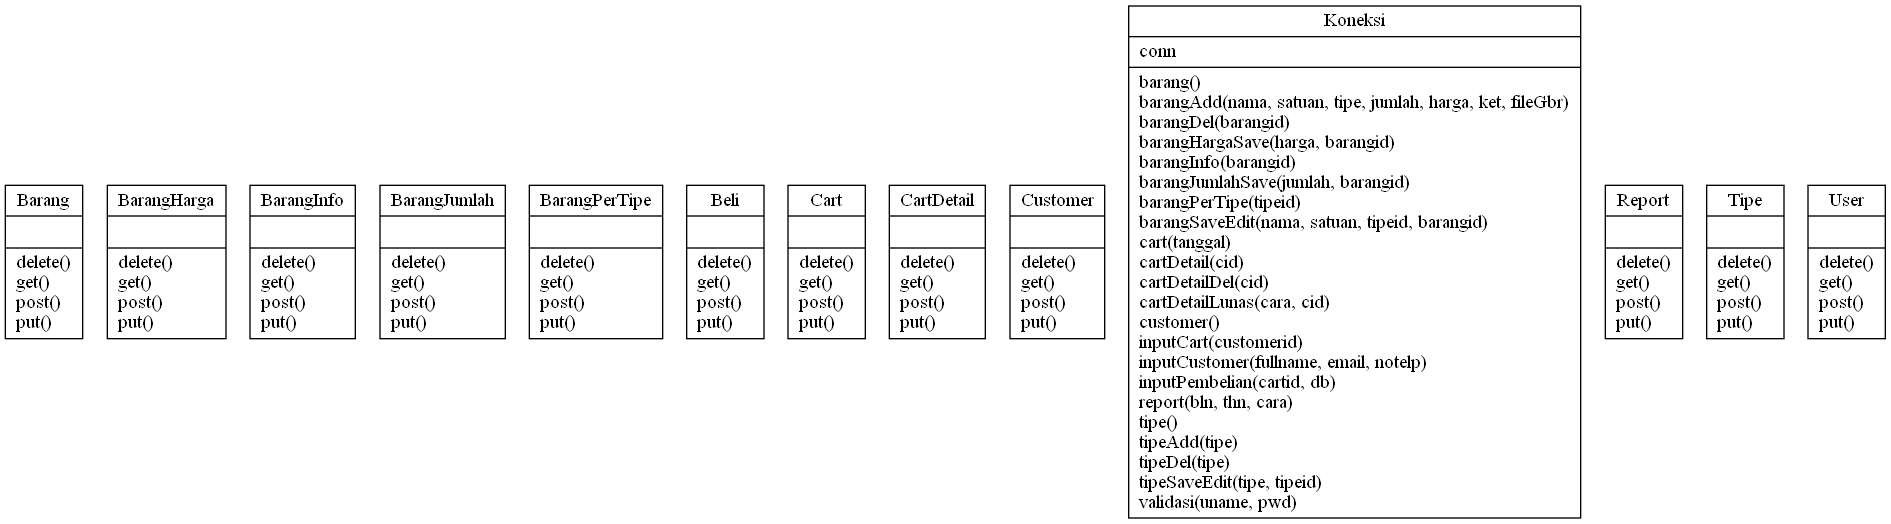 Barang
delete()
get()
post()
put()
BarangHarga
delete()
get()
post()
put()
BarangInfo
delete()
get()
post()
put()
BarangJumlah
delete()
get()
post()
put()
BarangPerTipe
delete()
get()
post()
put()
Beli
delete()
get()
post()
put()
Cart
delete()
get()
post()
put()
CartDetail
delete()
get()
post()
put()
Customer
delete()
get()
post()
put()
Koneksi
conn
barang()
barangAdd(nama, satuan, tipe, jumlah, harga, ket, fileGbr)
barangDel(barangid)
barangHargaSave(harga, barangid)
barangInfo(barangid)
barangJumlahSave(jumlah, barangid)
barangPerTipe(tipeid)
barangSaveEdit(nama, satuan, tipeid, barangid)
cart(tanggal)
cartDetail(cid)
cartDetailDel(cid)
cartDetailLunas(cara, cid)
customer()
inputCart(customerid)
inputCustomer(fullname, email, notelp)
inputPembelian(cartid, db)
report(bln, thn, cara)
tipe()
tipeAdd(tipe)
tipeDel(tipe)
tipeSaveEdit(tipe, tipeid)
validasi(uname, pwd)
Report
delete()
get()
post()
put()
Tipe
delete()
get()
post()
put()
User
delete()
get()
post()
put()